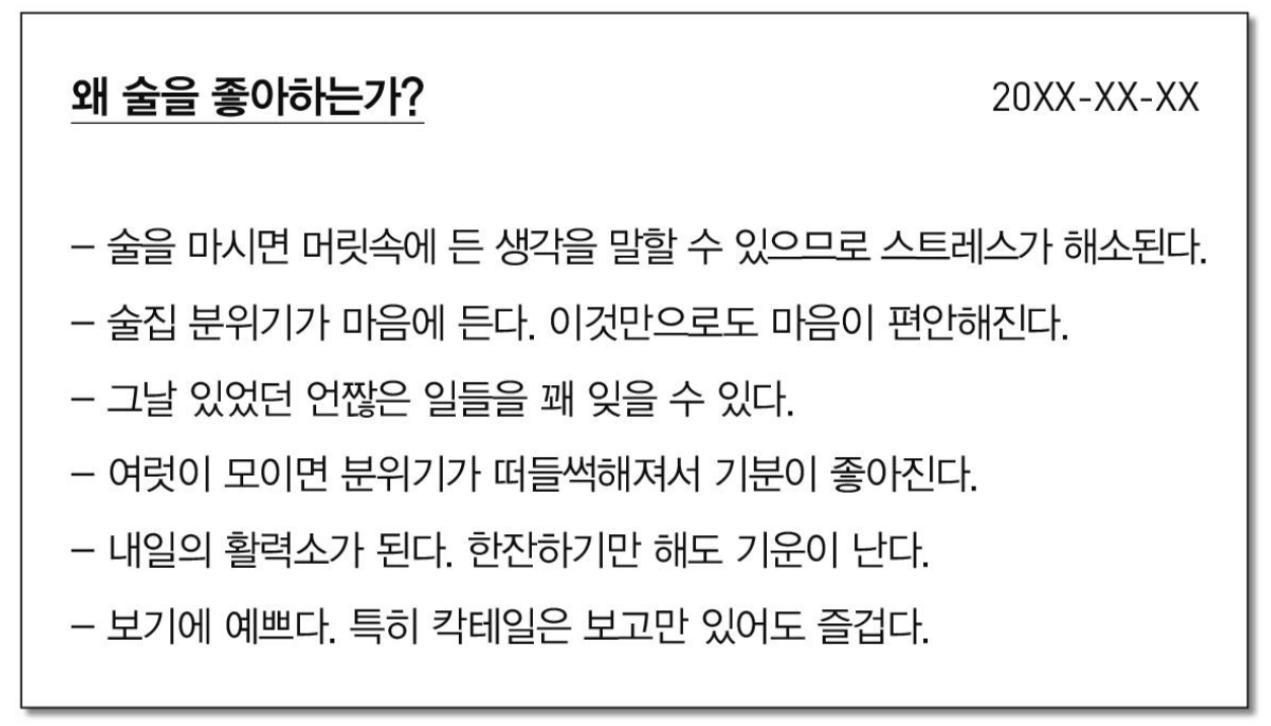 왜 술을 좋아하는가?
20XX-XX-XX
– 술을 마시면 머릿속에 든 생각을 말할 수 있으므로 스트레스가 해소된다.
– 술집 분위기가 마음에 든다. 이것만으로도 마음이 편안해진다.
– 그날 있었던 언짢은 일들을 꽤 잊을 수 있다.
– 여럿이 모이면 분위기가 떠들썩해져서 기분이 좋아진다.
– 내일의 활력소가 된다. 한잔하기만 해도 기운이 난다.
– 보기에 예쁘다. 특히 칵테일은 보고만 있어도 즐겁다.